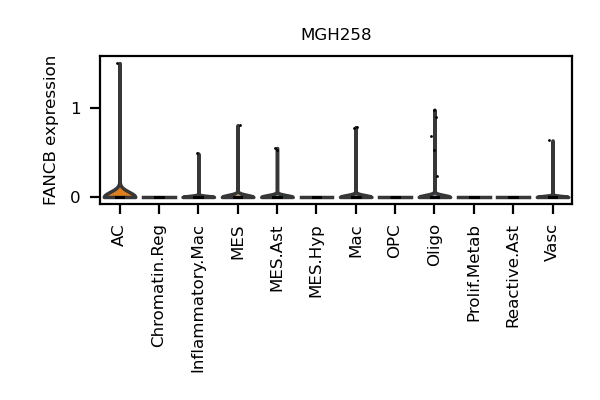 MGH258
FANCB expression
1
0
AC
Chromatin.Reg
Inflammatory.Mac
MES
MES.Ast
MES.Hyp
Mac
OPC
Oligo
Prolif.Metab
Reactive.Ast
Vasc